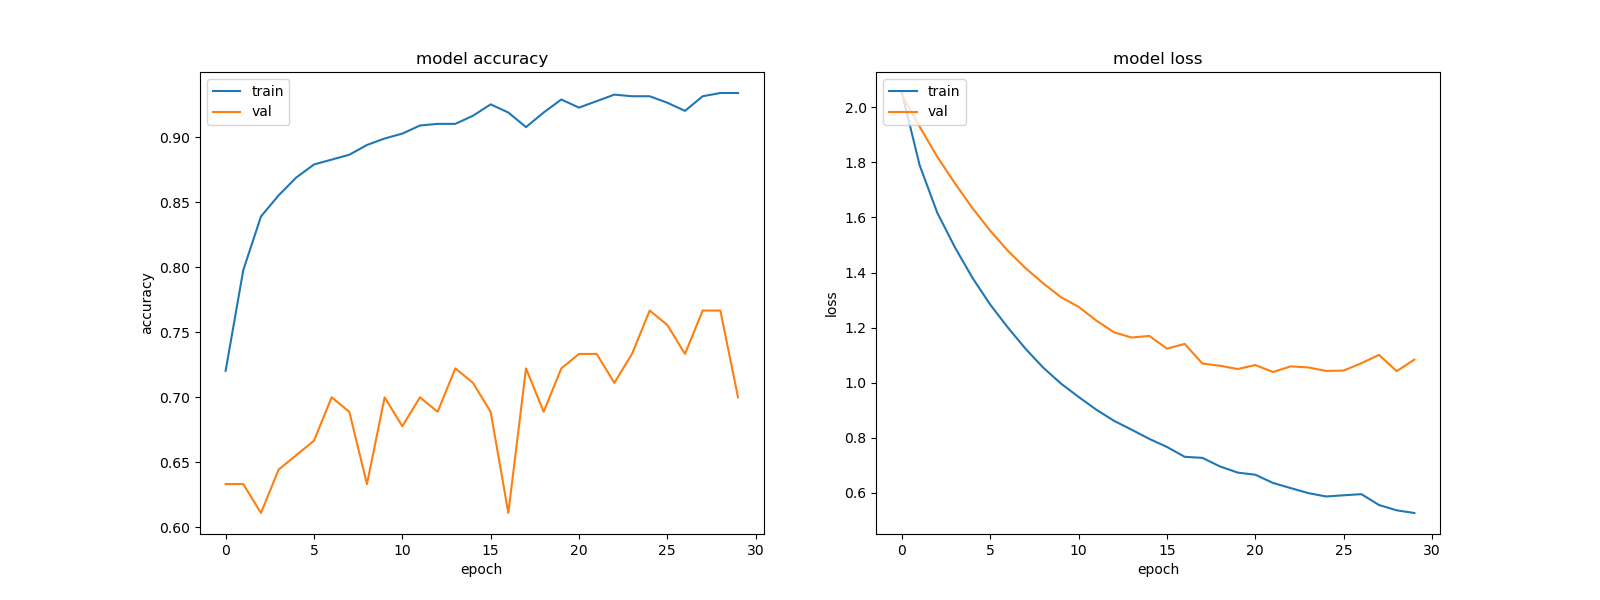 model accuracy
train
val
0.90
0.85
0.80
0.75
0.70
0.65
0.60
accuracy
0 5 10 15 20 25 30
epoch
model loss
train
val
2.0
1.8
1.6
1.4
1.2
1.0
0.8
0.6
loss
0 5 10 15 20 25 30
epoch